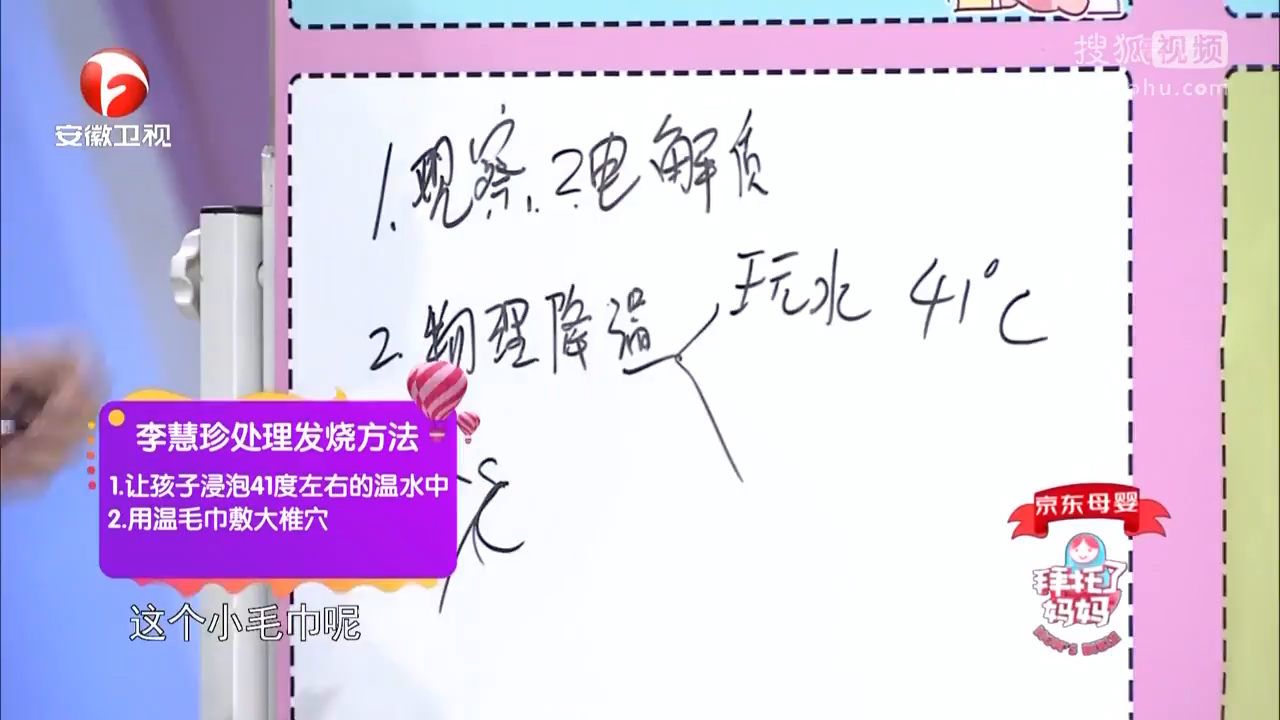 安徽卫视
搜狐视频
1.观察.2电解质
2.物理降温
玩水 41°C
李慧珍处理发烧方法
1.让孩子浸泡41度左右的温水中
2.用温毛巾敷大椎穴
这个小毛巾呢
京东母婴
拜托了
妈妈